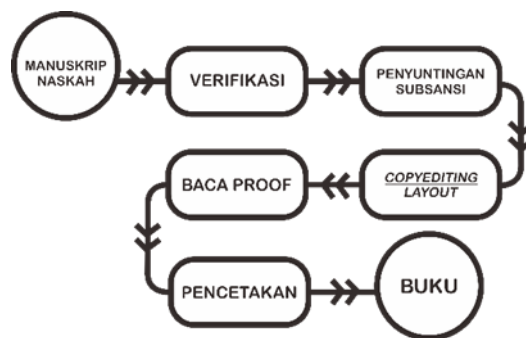 MANUSKRIP
NASKAH
VERIFIKASI
PENYUNTINGAN
SUBSANSI
COPYEDITING
LAYOUT
BACA PROOF
PENCETAKAN
BUKU